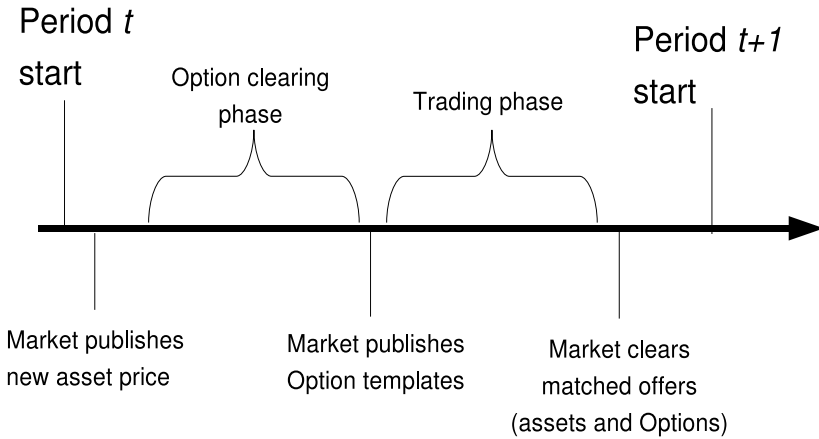 Period t
start
Option clearing
phase
Trading phase
Period t+1
start
Market publishes
new asset price
Market publishes
Option templates
Market clears
matched offers
(assets and Options)